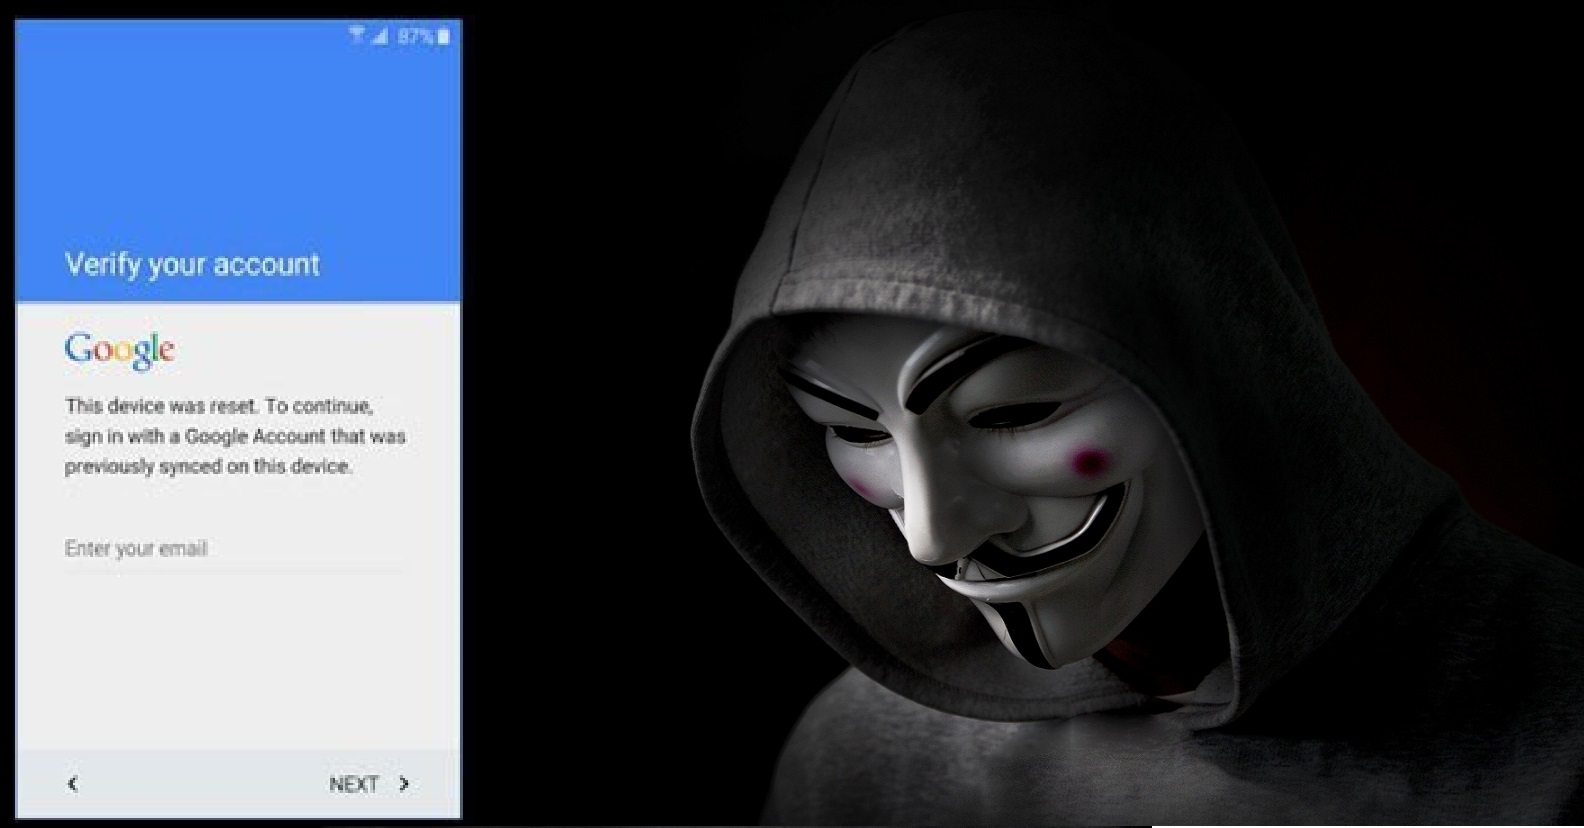 87%
Verify your account
Google
This device was reset. To continue,
sign in with a Google Account that was
previously synced on this device.
Enter your email
NEXT